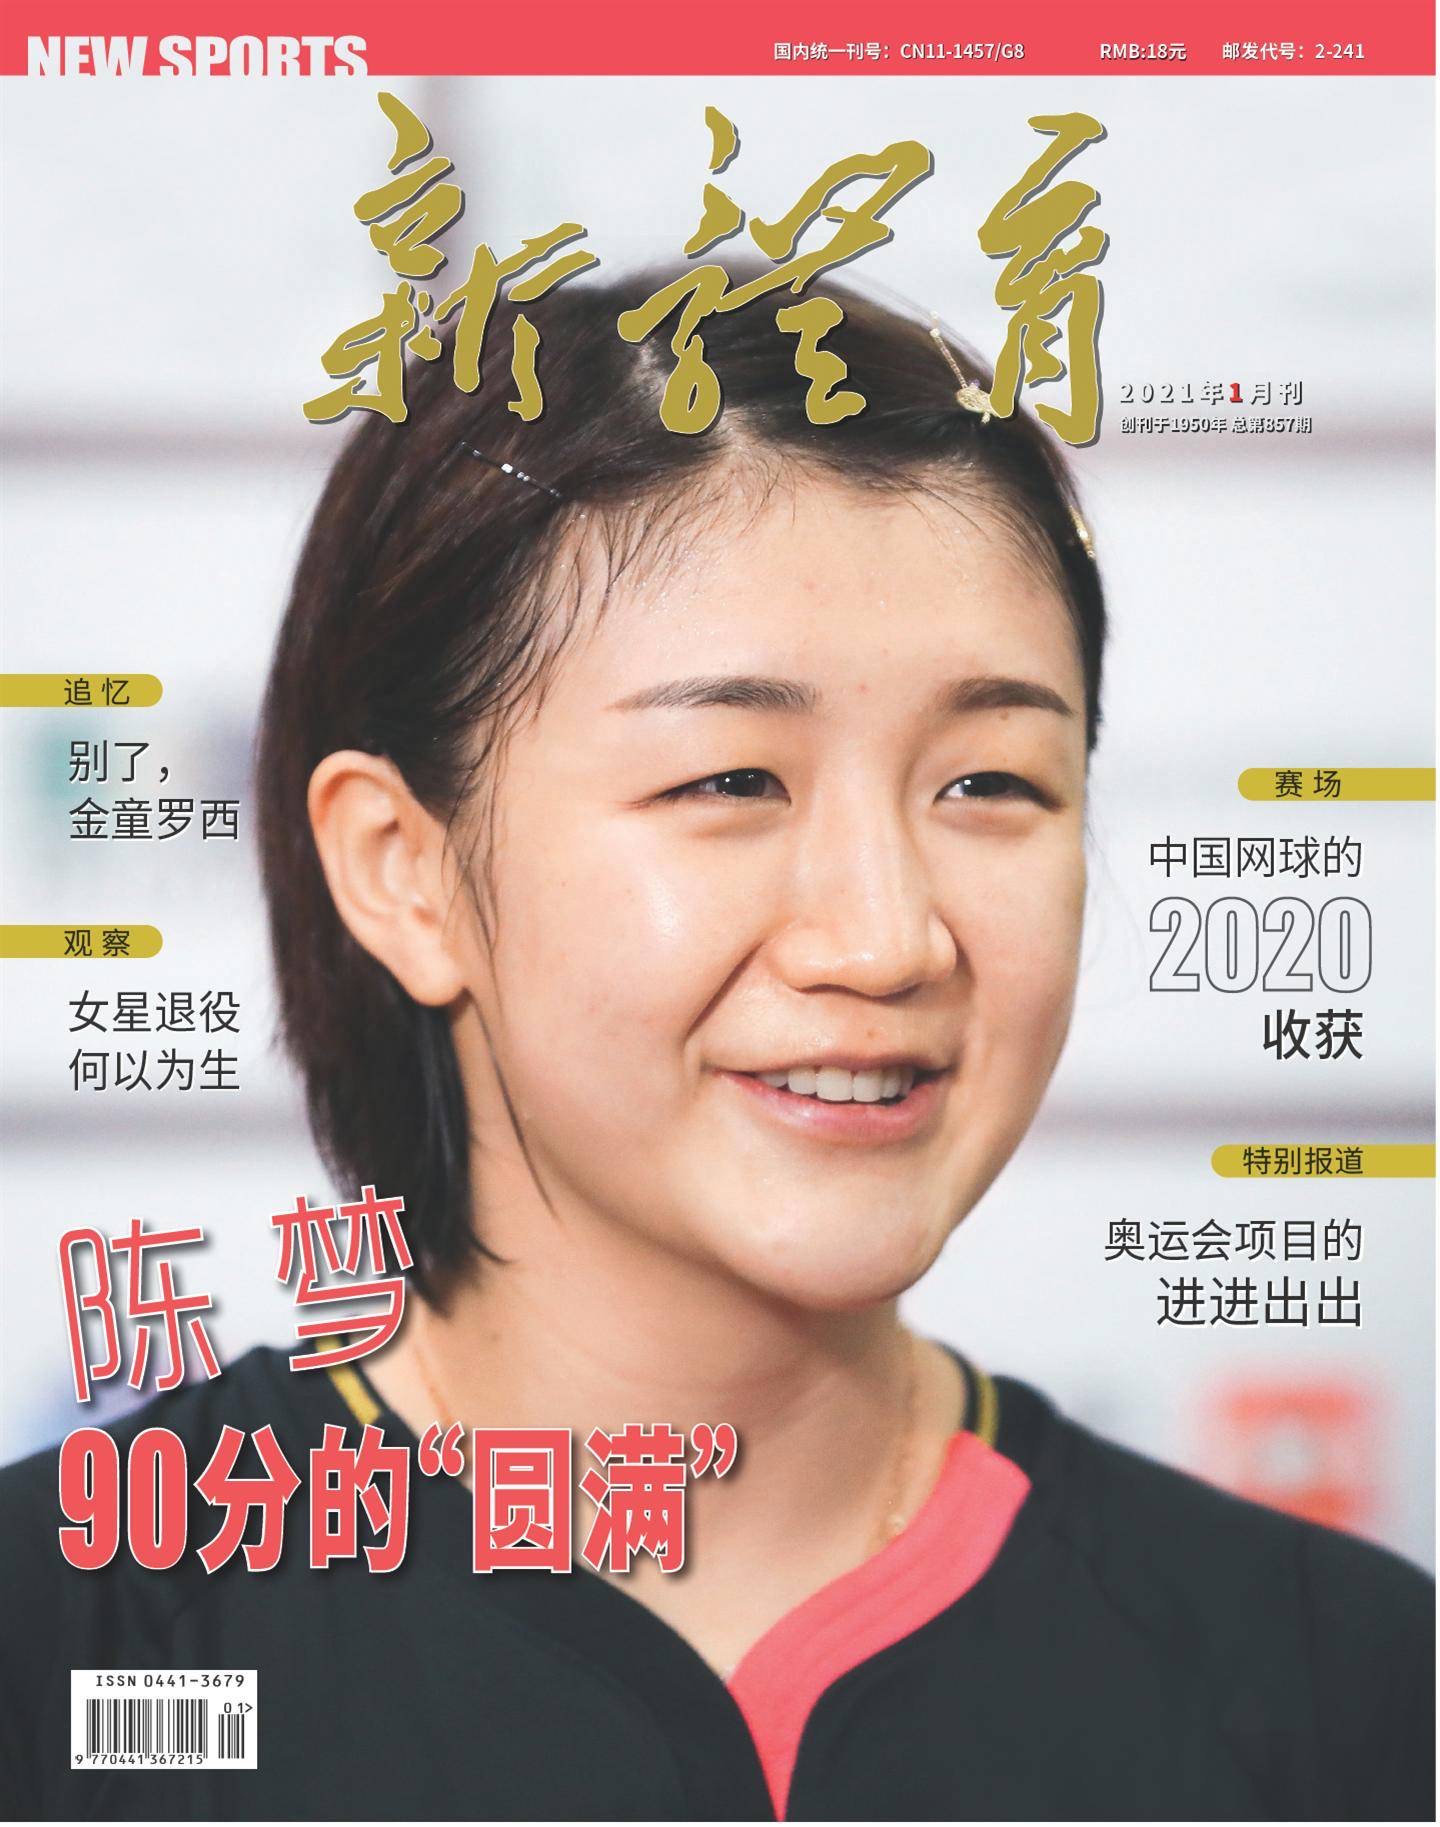 NEW SPORTS
国内统一刊号：CN11-1457/G8 RMB:18元 邮发代号：2-241
新體育
2021年1月刊
创刊于1950年 总第857期
追忆
别了，
金童罗西
观察
女星退役
何以为生
赛场
中国网球的
2020
收获
特别报道
奥运会项目的
进进出出
陈梦
90分的“圆满”
ISSN 0441-3679
01>
9 770441 367215